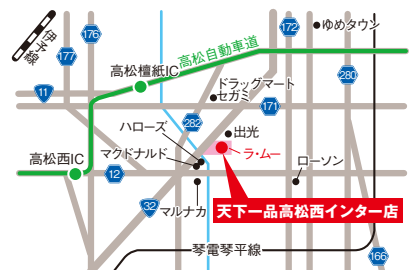 伊予線
177
176
172
ゆめタウン
280
高松自動車道
高松檀紙IC
11
ドラッグマート
セガミ
171
ハローズ
282
出光
マクドナルド
ラ・ムー
高松西IC
12
ローソン
32
マルナカ
天下一品高松西インター店
琴電琴平線
166